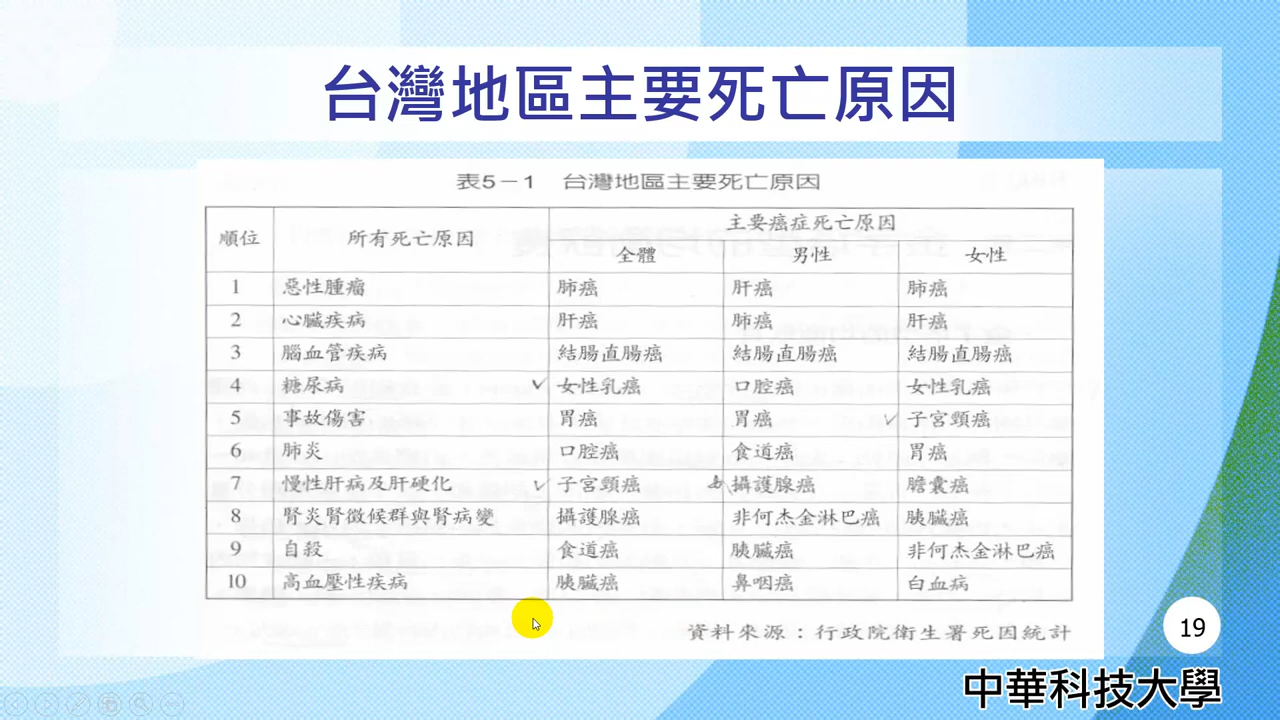 台灣地區主要死亡原因
表5－1 台灣地區主要死亡原因
順位 所有死亡原因 主要癌症死亡原因
全體 男性 女性
1 惡性腫瘤 肺癌 肝癌 肺癌
2 心臟疾病 肝癌 肺癌 肝癌
3 腦血管疾病 結腸直腸癌 結腸直腸癌 結腸直腸癌
4 糖尿病 女性乳癌 口腔癌 女性乳癌
5 事故傷害 胃癌 胃癌 子宮頸癌
6 肺炎 口腔癌 食道癌 胃癌
7 慢性肝病及肝硬化 子宮頸癌 攝護腺癌 膽囊癌
8 腎炎腎徵候群與腎病變 攝護腺癌 非何杰金淋巴癌 胰臟癌
9 自殺 食道癌 胰臟癌 非何杰金淋巴癌
10 高血壓性疾病 胰臟癌 鼻咽癌 白血病
資料來源：行政院衛生署死因統計
19
中華科技大學